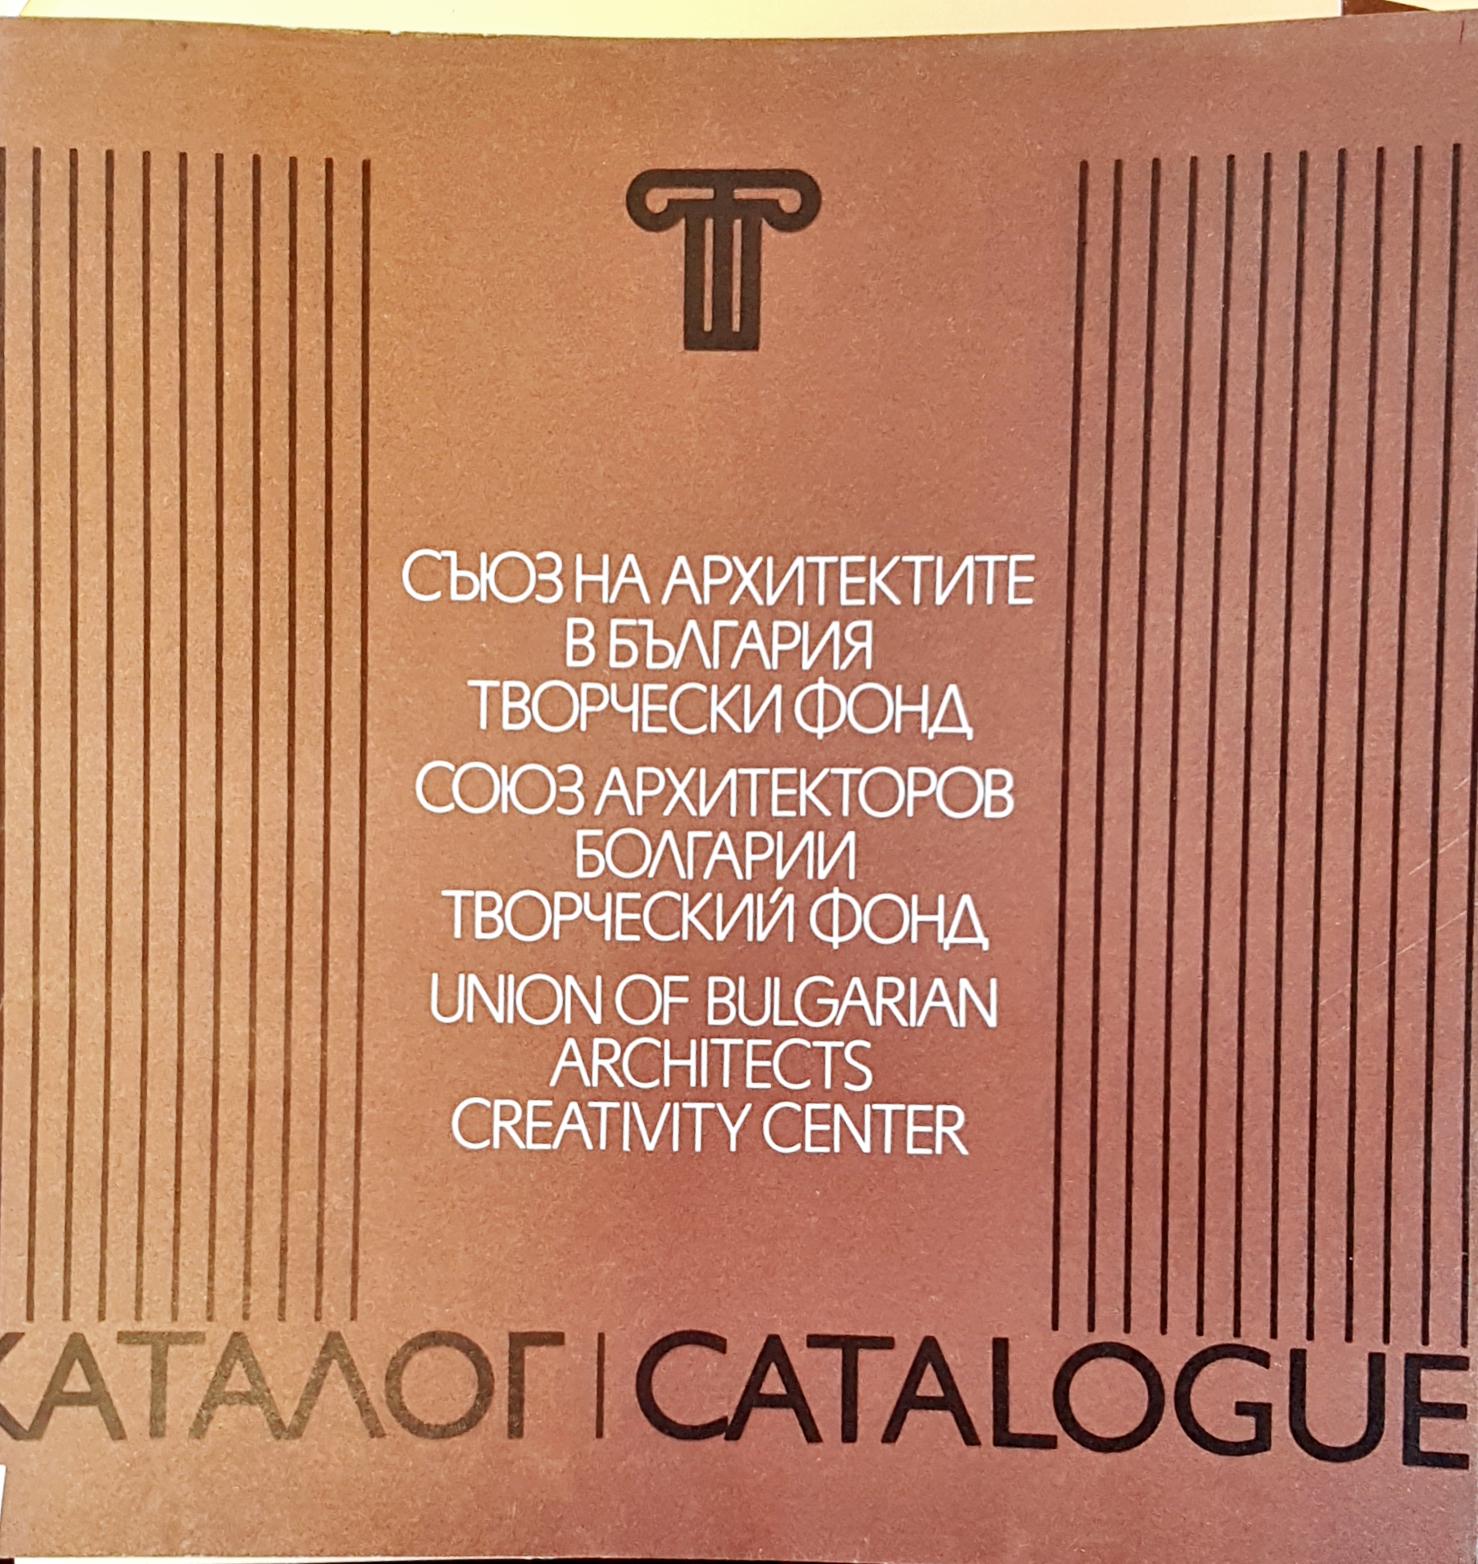 СЪЮЗ НА АРХИТЕКТИТЕ
В БЪЛГАРИЯ
ТВОРЧЕСКИ ФОНД
СОЮЗ АРХИТЕКТОРОВ
БОЛГАРИИ
ТВОРЧЕСКИЙ ФОНД
UNION OF BULGARIAN
ARCHITECTS
CREATIVITY CENTER
КАТАЛОГ | CATALOGUE